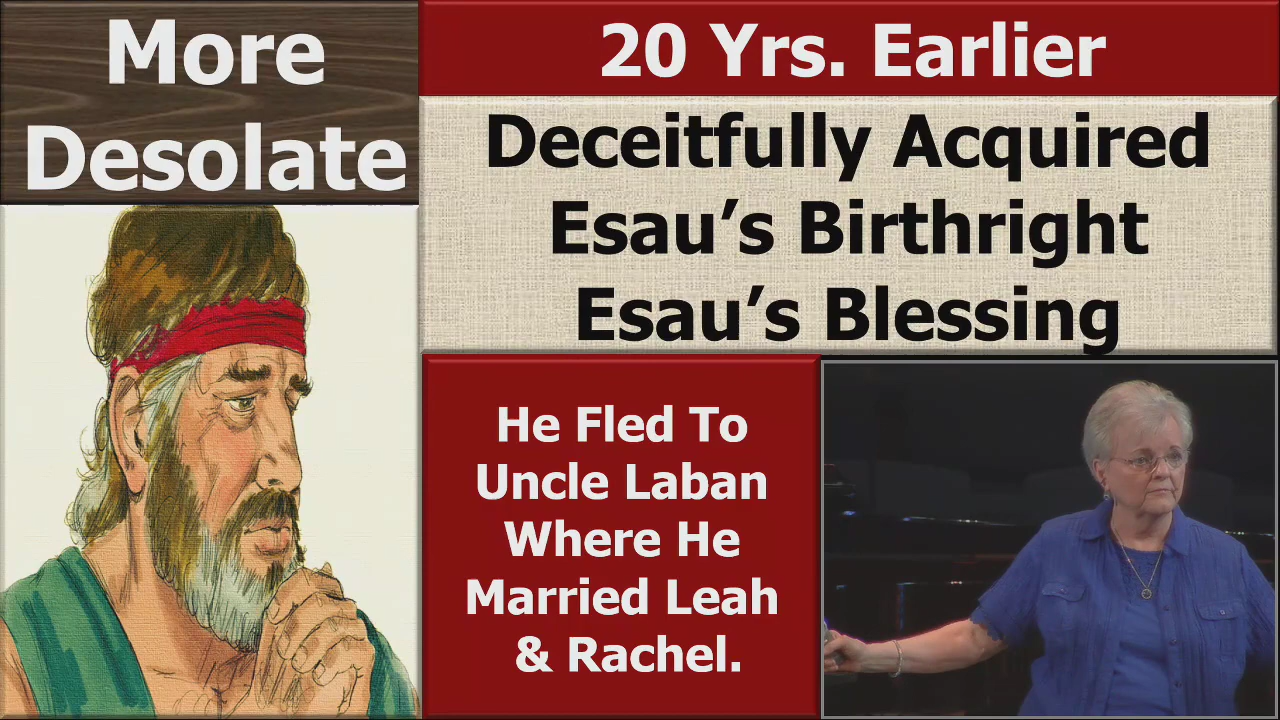 More
Desolate
20 Yrs. Earlier
Deceitfully Acquired
Esau’s Birthright
Esau’s Blessing
He Fled To
Uncle Laban
Where He
Married Leah
& Rachel.